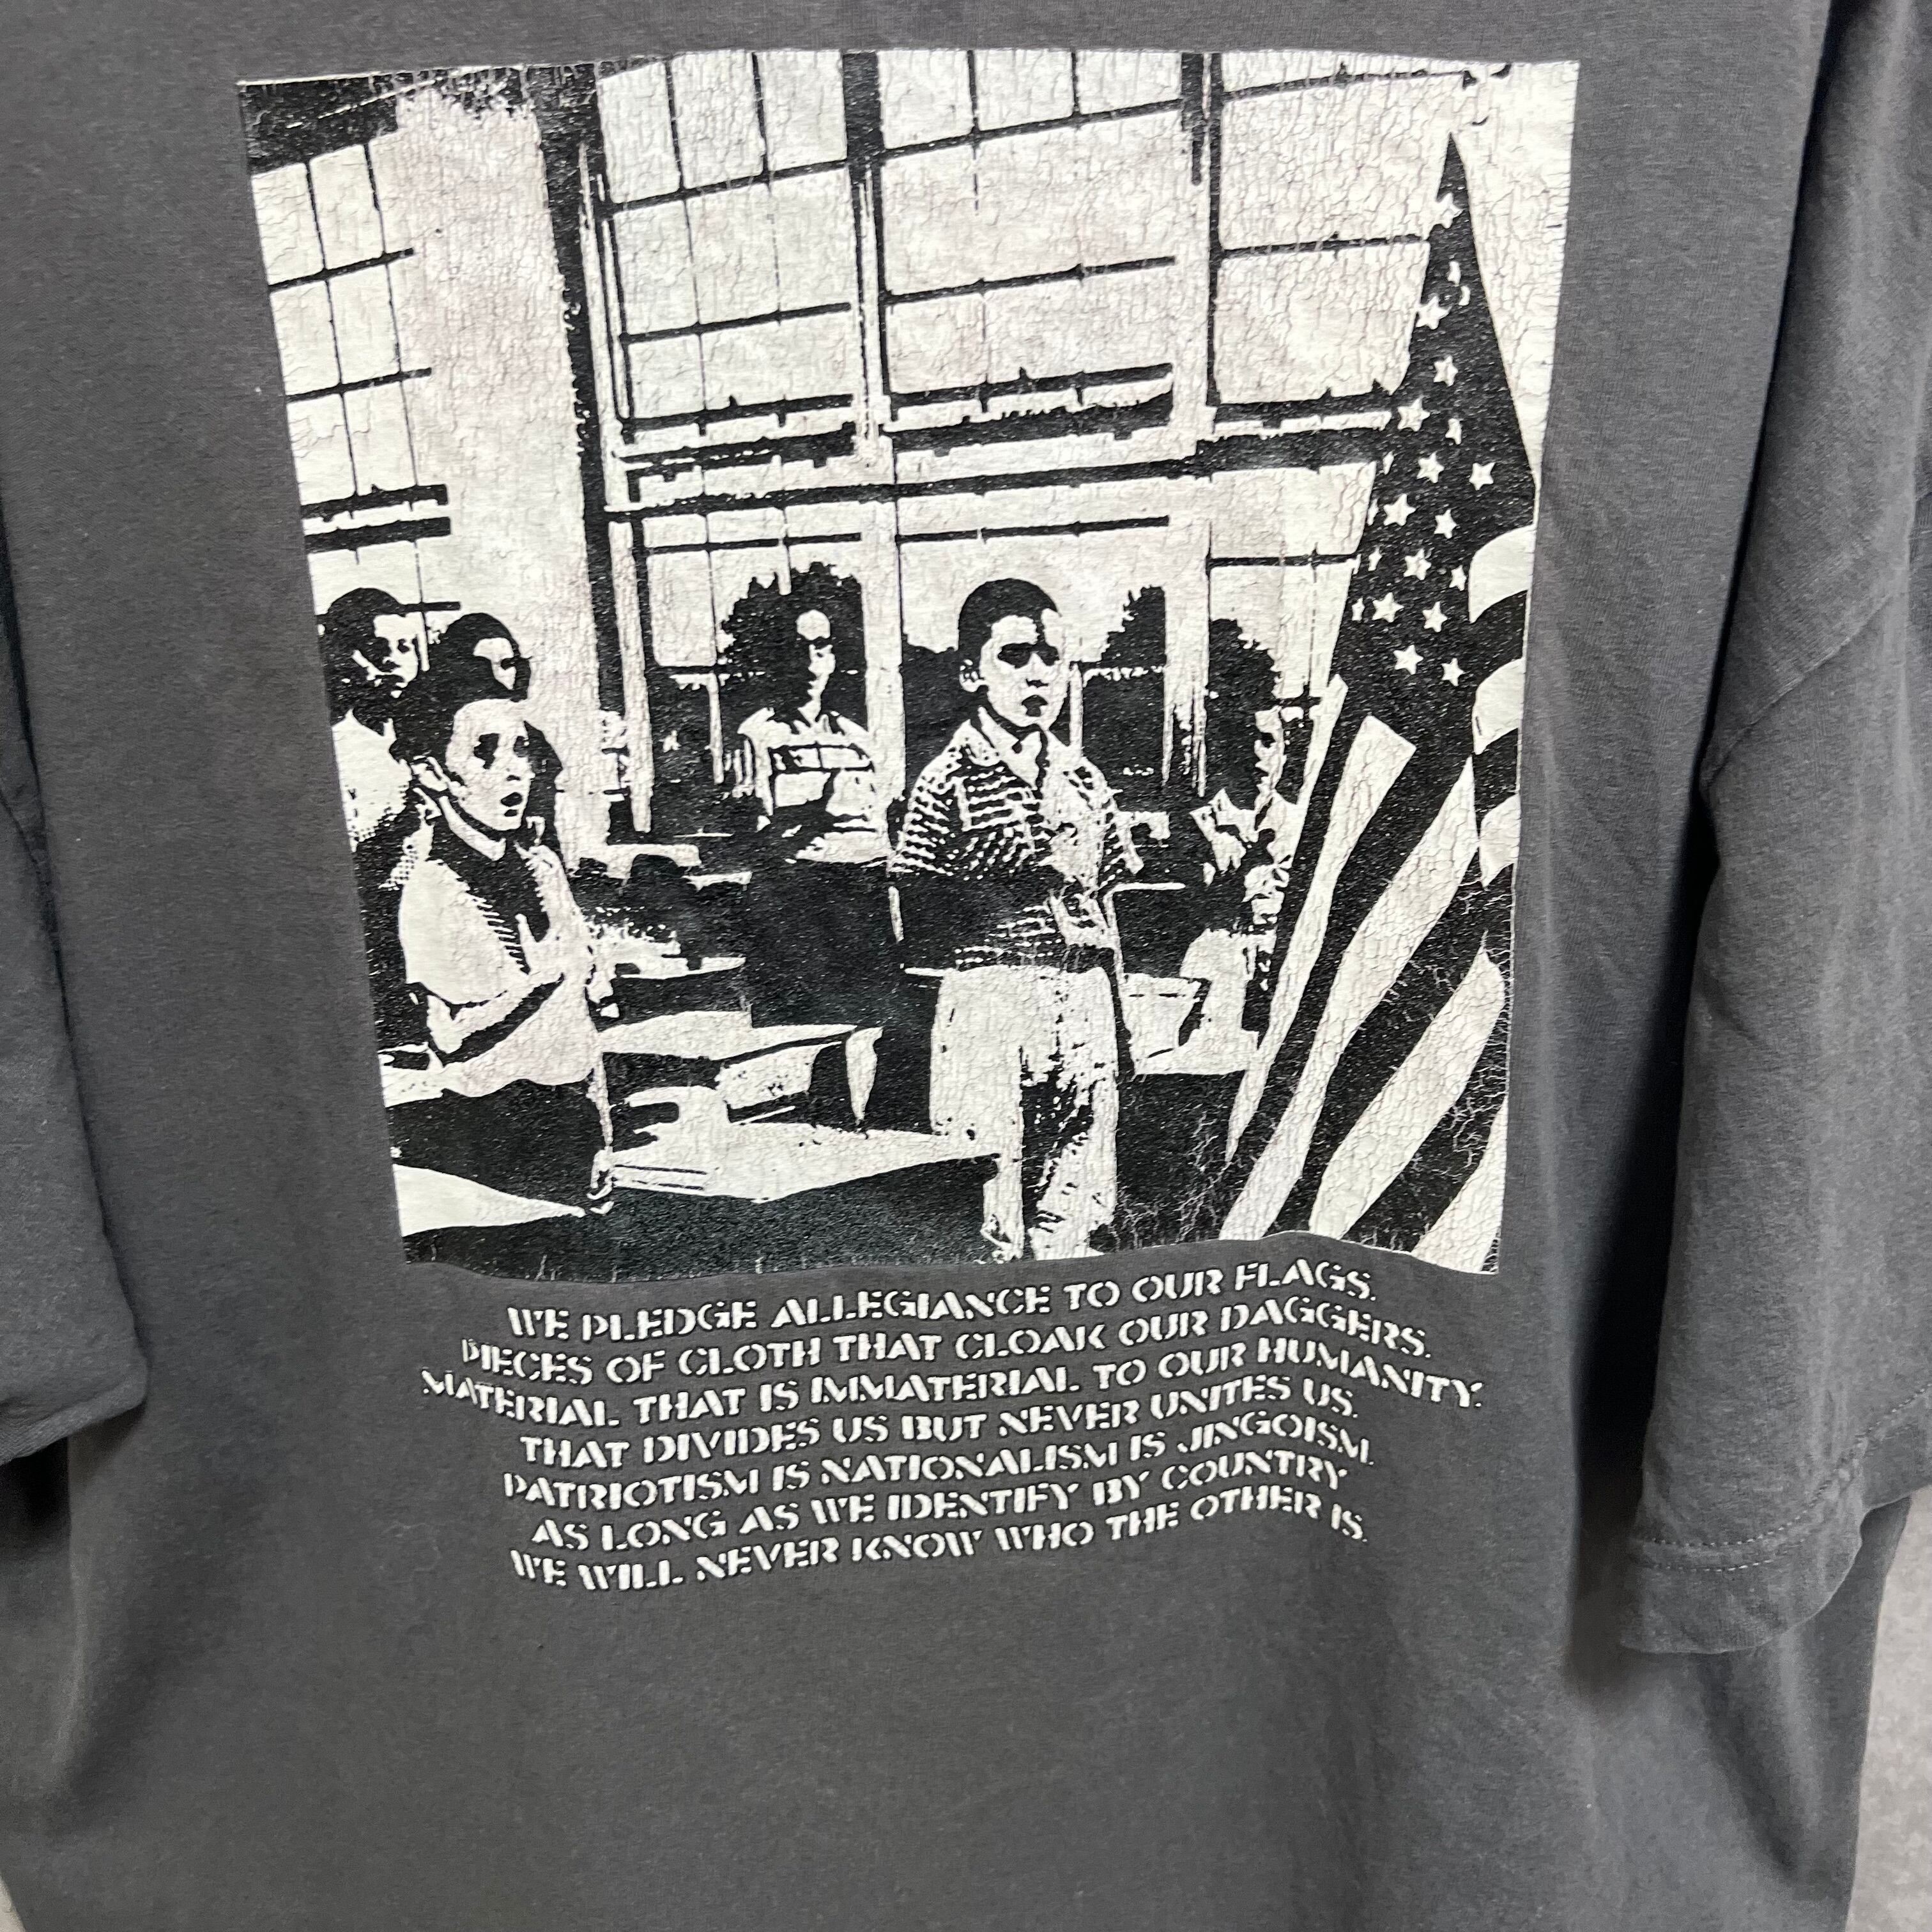 WE PLEDGE ALLEGIANCE TO OUR FLAGS.
PIECES OF CLOTH THAT CLOAK OUR DAGGERS.
MATERIAL THAT IS IMMATERIAL TO OUR HUMANITY.
THAT DIVIDES US BUT NEVER UNITES US.
PATRIOTISM IS NATIONALISM IS JINGOISM.
AS LONG AS WE IDENTIFY BY COUNTRY
WE WILL NEVER KNOW WHO THE OTHER IS.